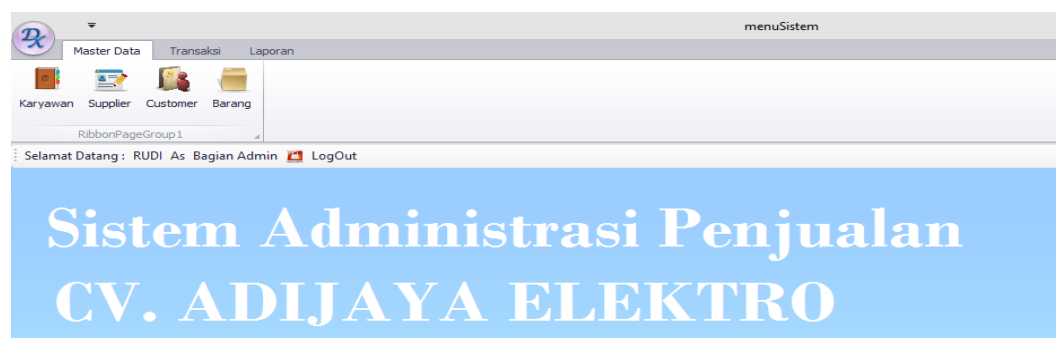 menuSistem
Dx
Master Data Transaksi Laporan
Karyawan Supplier Customer Barang
RibbonPageGroup1
Selamat Datang : RUDI As Bagian Admin LogOut
Sistem Administrasi Penjualan
CV. ADIJAYA ELEKTRO